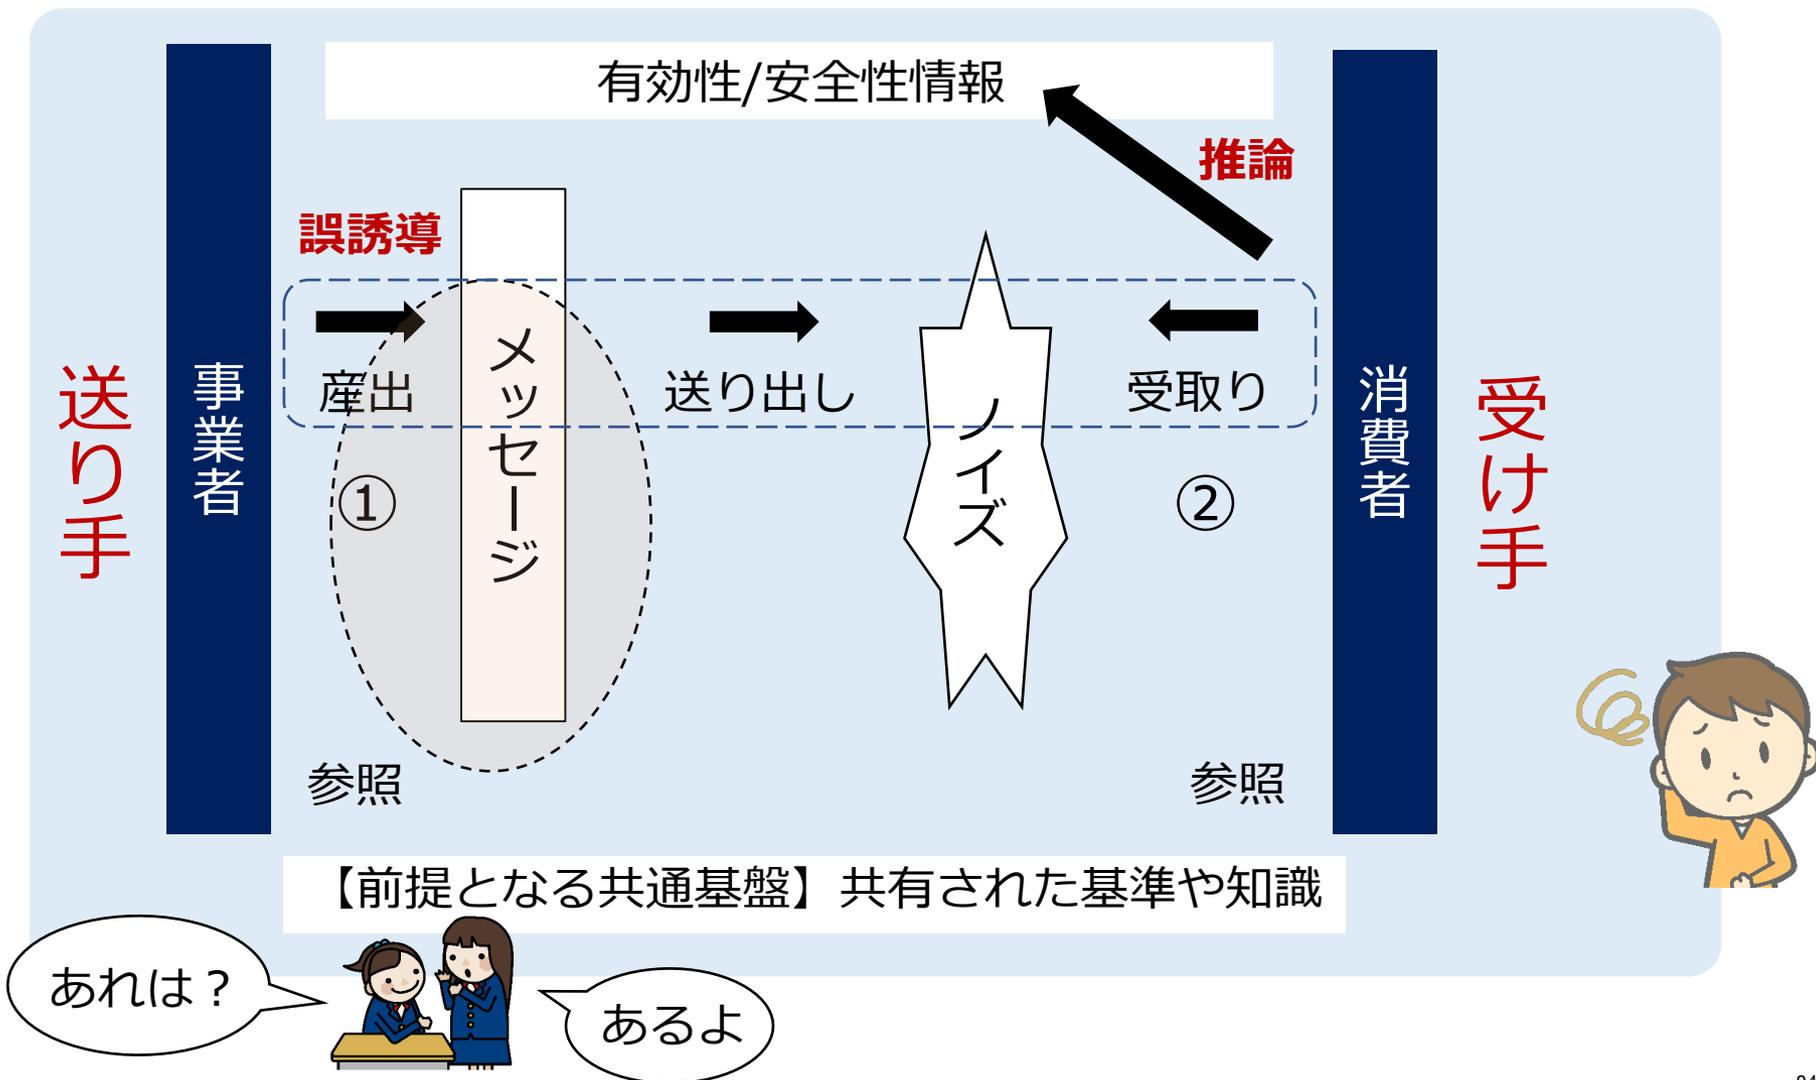 有効性/安全性情報
推論
誤誘導
産出
送り出し
受取り
送り手
事業者
メッセージ
ノイズ
消費者
受け手
①
②
参照
参照
【前提となる共通基盤】共有された基準や知識
あれは？
あるよ